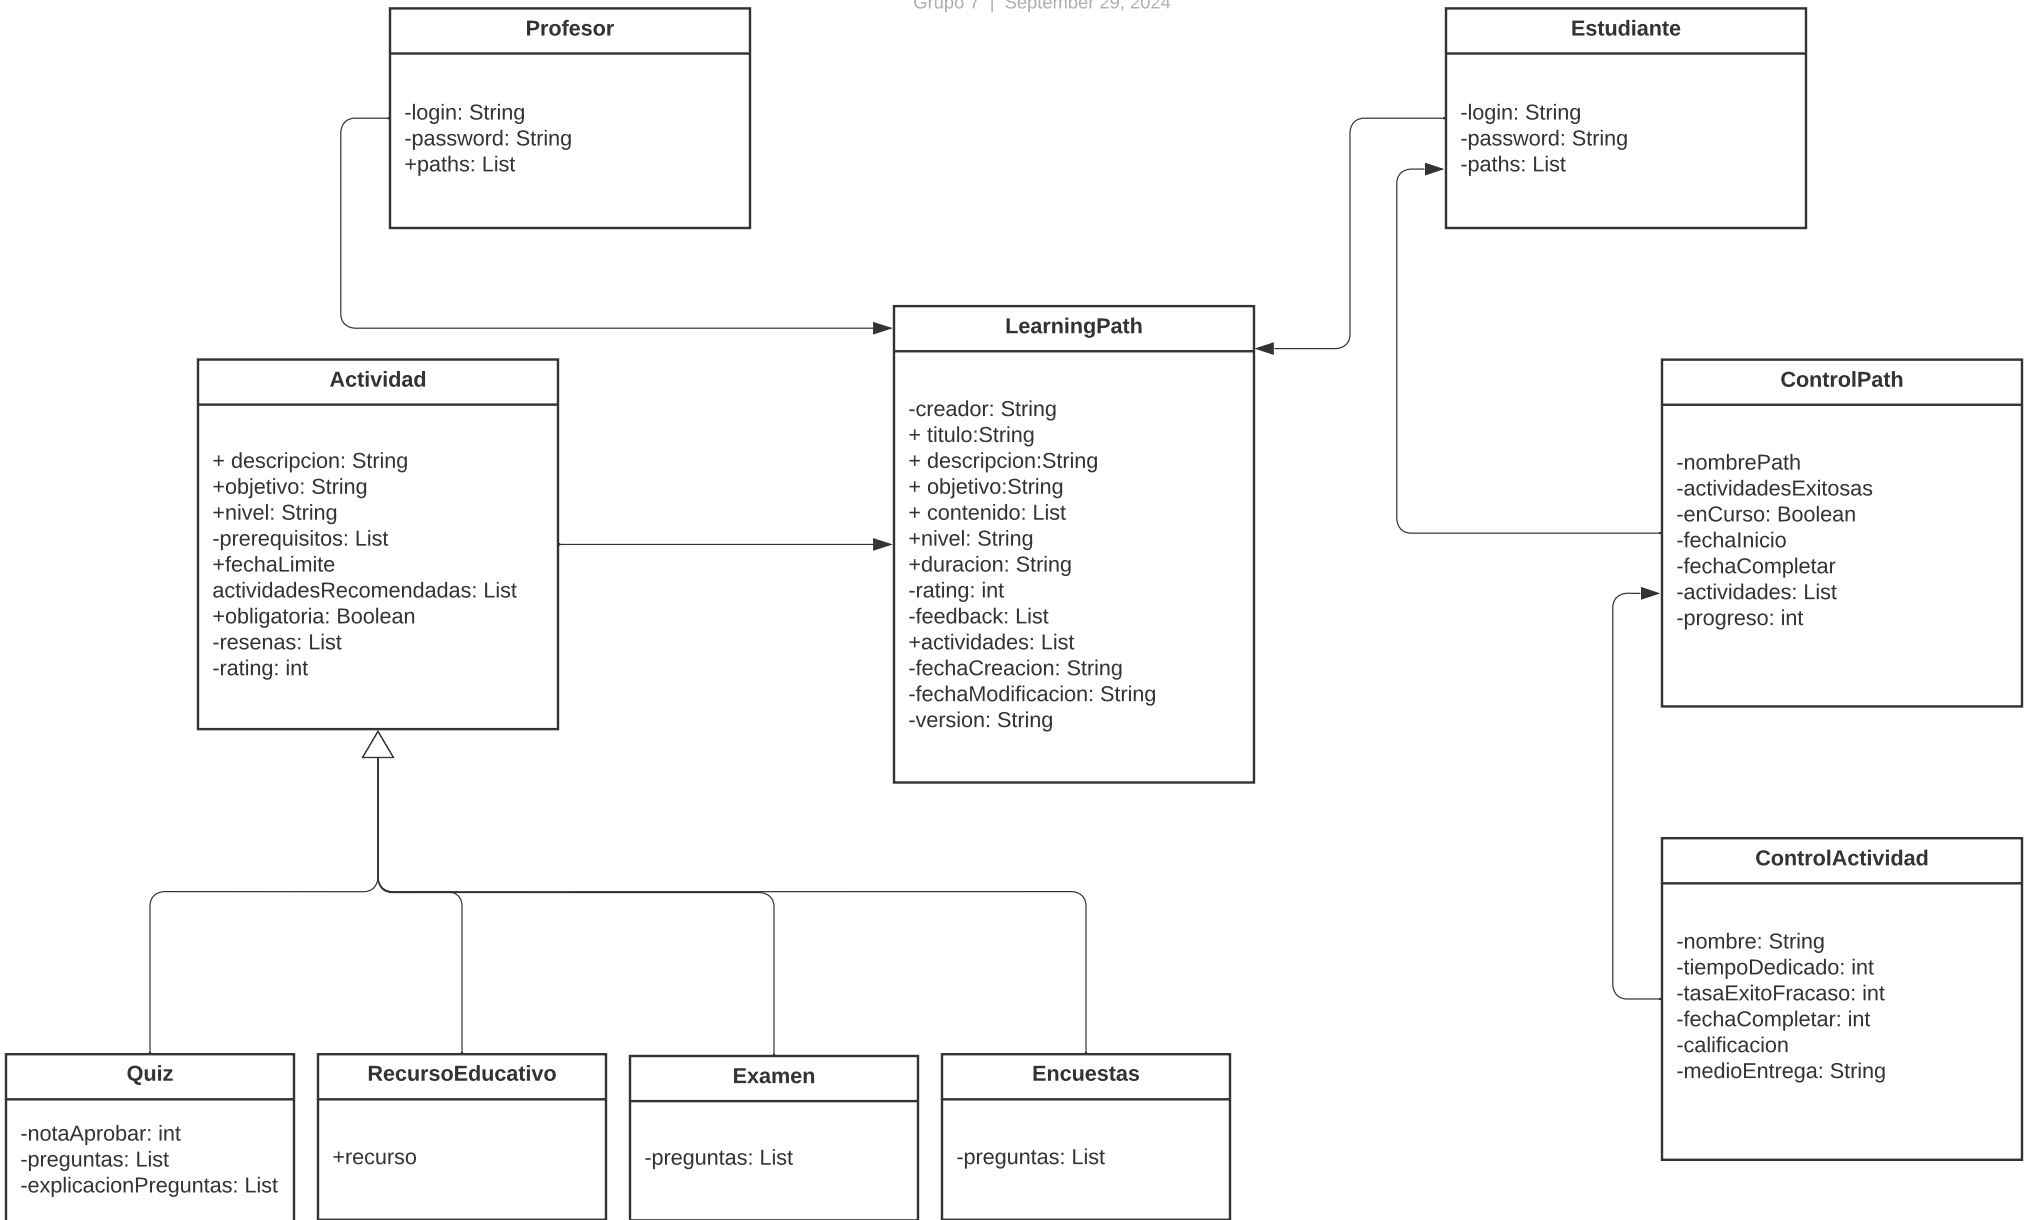 Grupo 7 | September 29, 2024
Profesor
-login: String
-password: String
+paths: List
Estudiante
-login: String
-password: String
-paths: List
LearningPath
-creador: String
+ titulo:String
+ descripcion:String
+ objetivo:String
+ contenido: List
+nivel: String
+duracion: String
-rating: int
-feedback: List
+actividades: List
-fechaCreacion: String
-fechaModificacion: String
-version: String
Actividad
+ descripcion: String
+objetivo: String
+nivel: String
-prerequisitos: List
+fechaLimite
actividadesRecomendadas: List
+obligatoria: Boolean
-resenas: List
-rating: int
ControlPath
-nombrePath
-actividadesExitosas
-enCurso: Boolean
-fechaInicio
-fechaCompletar
-actividades: List
-progreso: int
ControlActividad
-nombre: String
-tiempoDedicado: int
-tasaExitoFracaso: int
-fechaCompletar: int
-calificacion
-medioEntrega: String
Quiz
-notaAprobar: int
-preguntas: List
-explicacionPreguntas: List
RecursoEducativo
+recurso
Examen
-preguntas: List
Encuestas
-preguntas: List